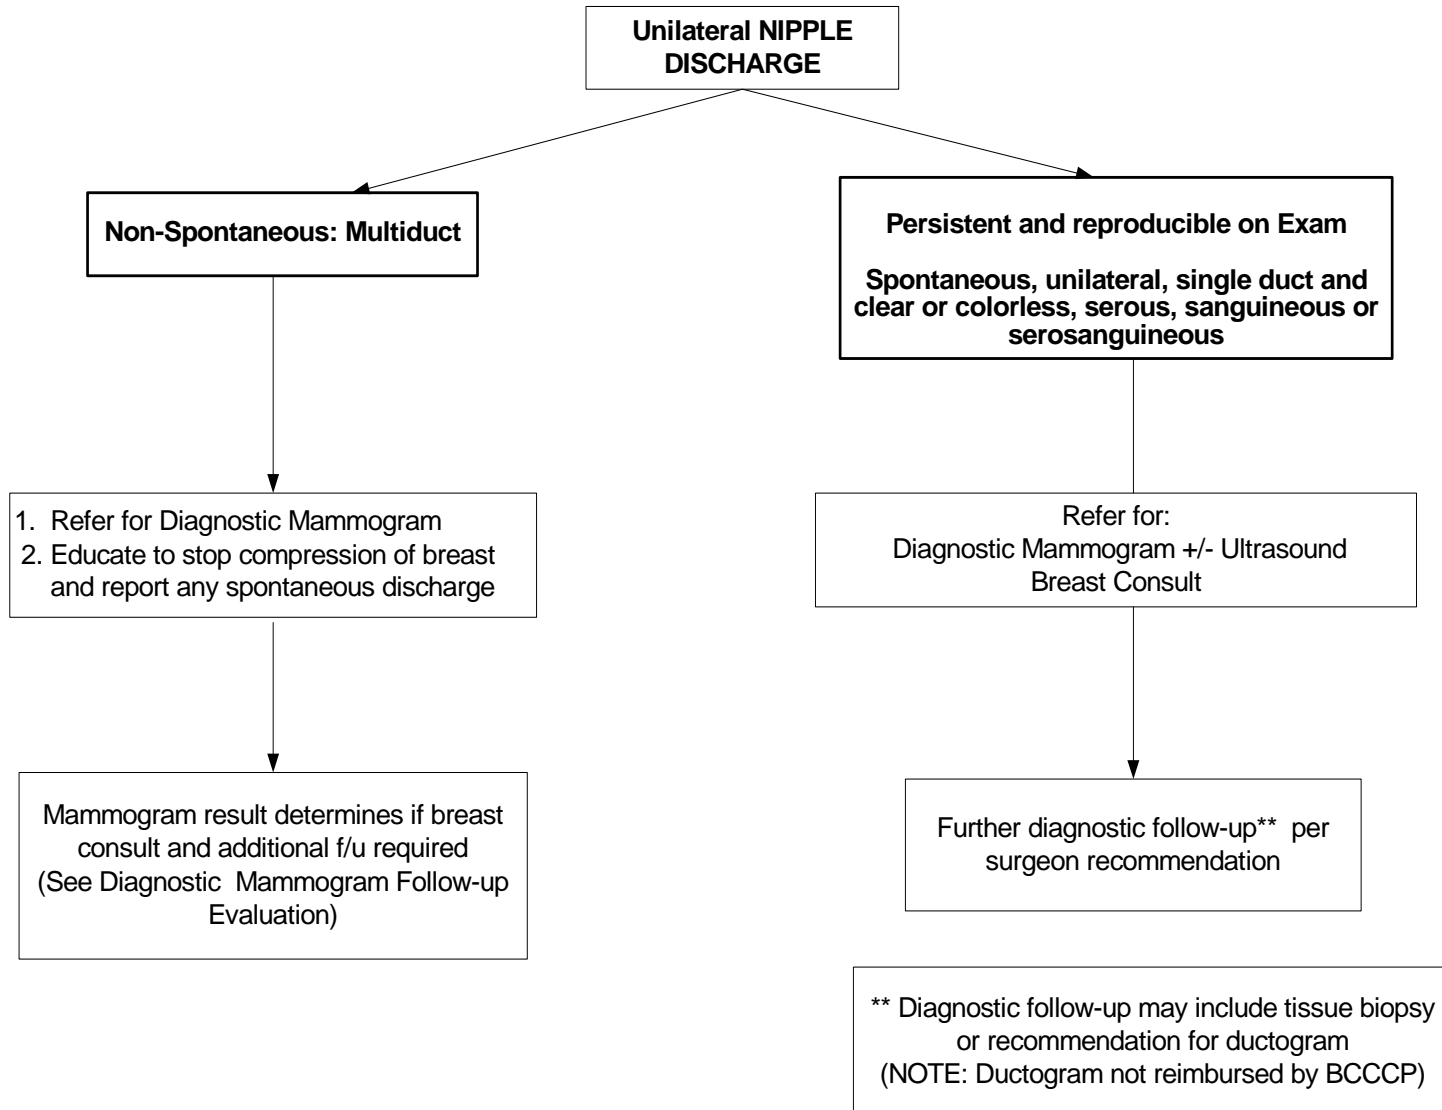 Unilateral NIPPLE
DISCHARGE
Non-Spontaneous: Multiduct
Persistent and reproducible on Exam
Spontaneous, unilateral, single duct and
clear or colorless, serous, sanguineous or
serosanguineous
1. Refer for Diagnostic Mammogram
2. Educate to stop compression of breast
and report any spontaneous discharge
Refer for:
Diagnostic Mammogram +/- Ultrasound
Breast Consult
Mammogram result determines if breast
consult and additional f/u required
(See Diagnostic Mammogram Follow-up
Evaluation)
Further diagnostic follow-up** per
surgeon recommendation
** Diagnostic follow-up may include tissue biopsy
or recommendation for ductogram
(NOTE: Ductogram not reimbursed by BCCCP)